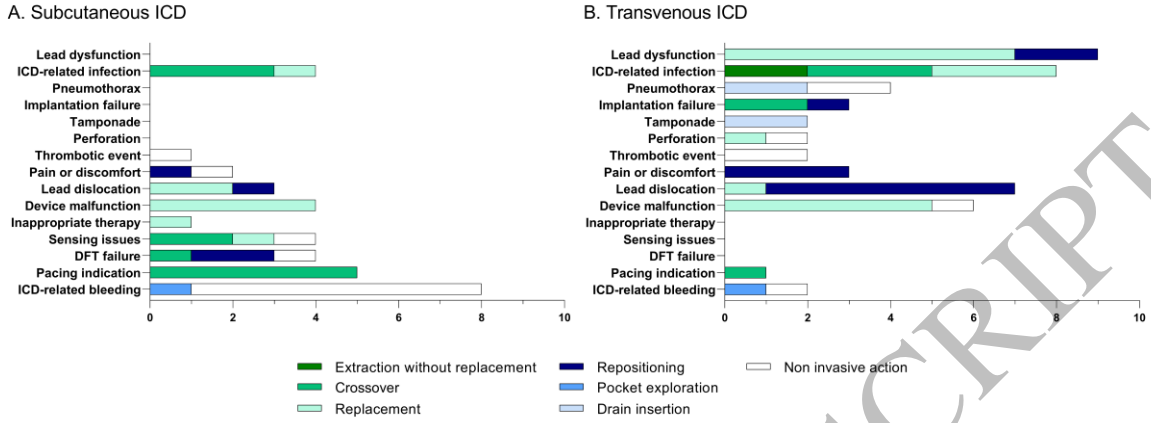 A. Subcutaneous ICD
Lead dysfunction
ICD-related infection
Pneumothorax
Implantation failure
Tamponade
Perforation
Thrombotic event
Pain or discomfort
Lead dislocation
Device malfunction
Inappropriate therapy
Sensing issues
DFT failure
Pacing indication
ICD-related bleeding
0 2 4 6 8 10
B. Transvenous ICD
Lead dysfunction
ICD-related infection
Pneumothorax
Implantation failure
Tamponade
Perforation
Thrombotic event
Pain or discomfort
Lead dislocation
Device malfunction
Inappropriate therapy
Sensing issues
DFT failure
Pacing indication
ICD-related bleeding
0 2 4 6 8 10
Extraction without replacement
Crossover
Replacement
Repositioning
Pocket exploration
Drain insertion
Non invasive action
CRIPT